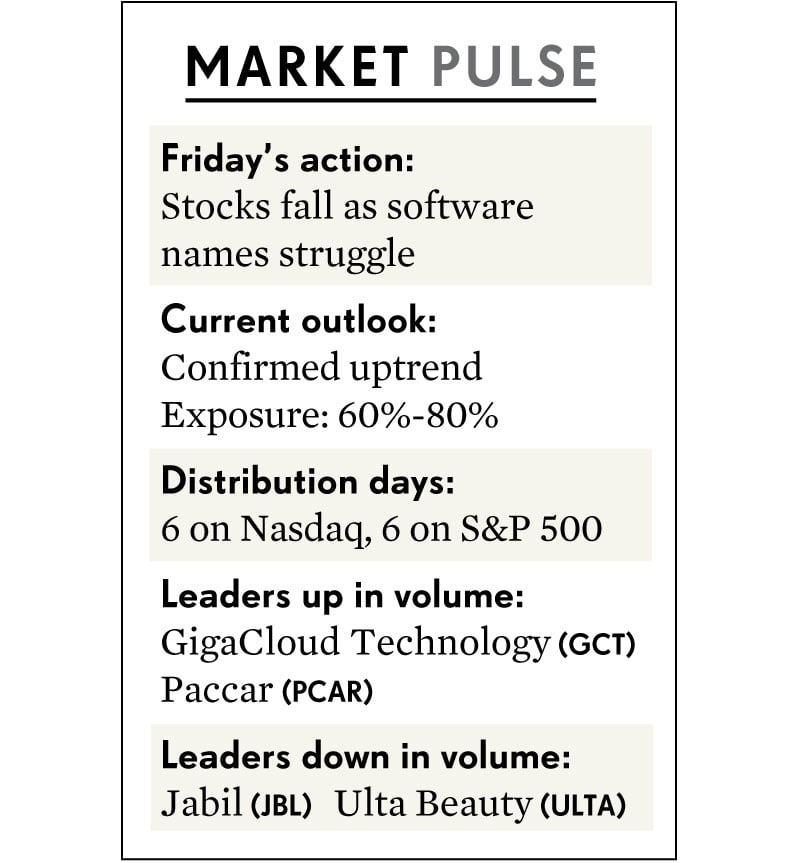 MARKET PULSE
Friday’s action:
Stocks fall as software
names struggle
Current outlook:
Confirmed uptrend
Exposure: 60%-80%
Distribution days:
6 on Nasdaq, 6 on S&P 500
Leaders up in volume:
GigaCloud Technology (GCT)
Paccar (PCAR)
Leaders down in volume:
Jabil (JBL) Ulta Beauty (ULTA)